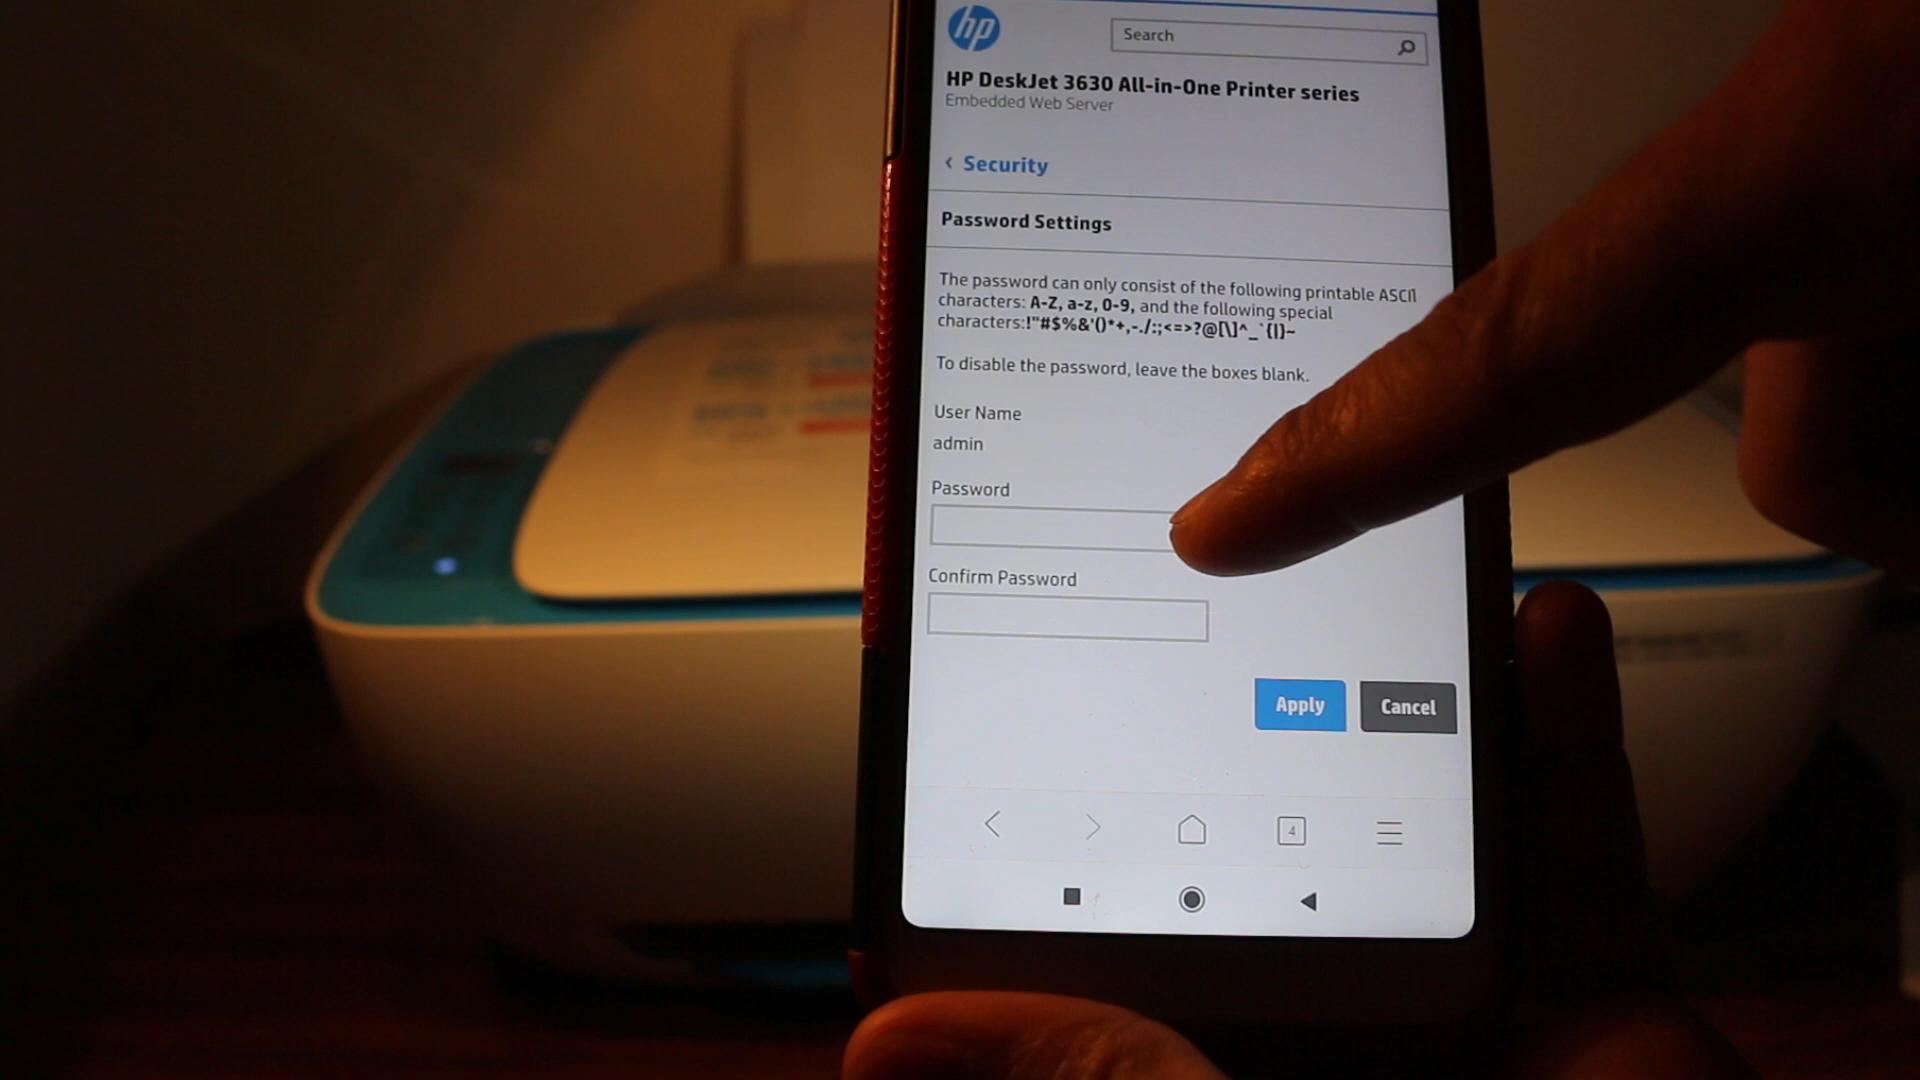 hp
Search
HP DeskJet 3630 All-in-One Printer series
Embedded Web Server
‹ Security
Password Settings
The password can only consist of the following printable ASCII
characters: A-Z, a-z, 0-9, and the following special
characters:!"#$%&'()*+,-./:;<=>?@[\]^_`{|}~
To disable the password, leave the boxes blank.
User Name
admin
Password
Confirm Password
Apply
Cancel
4